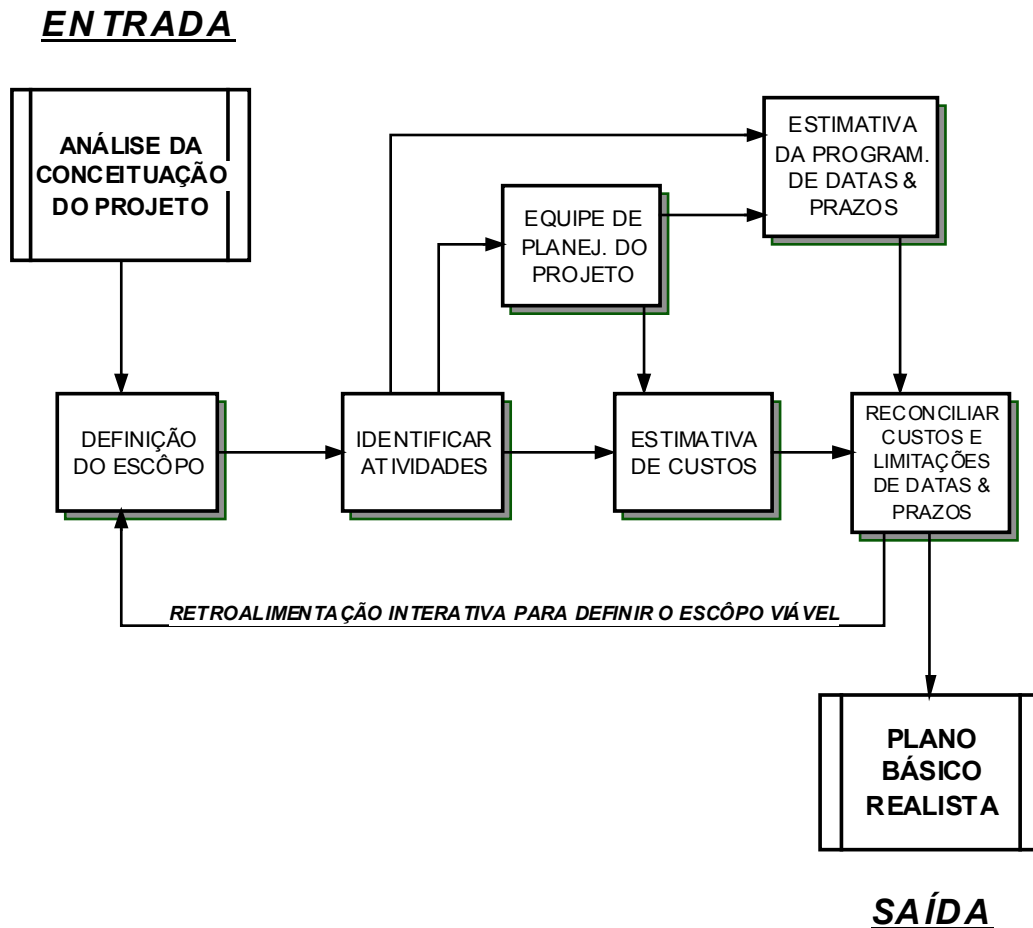 ENTRADA
ANÁLISE DA
CONCEITUAÇÃO
DO PROJETO
ESTIMATIVA
DA PROGRAM.
DE DATAS &
PRAZOS
EQUIPE DE
PLANEJ. DO
PROJETO
DEFINIÇÃO
DO ESCÔPO
IDENTIFICAR
ATIVIDADES
ESTIMATIVA
DE CUSTOS
RECONCILIAR
CUSTOS E
LIMITAÇÕES
DE DATAS &
PRAZOS
RETROALIMENTAÇÃO INTERATIVA PARA DEFINIR O ESCÔPO VIÁVEL
PLANO
BÁSICO
REALISTA
SAÍDA